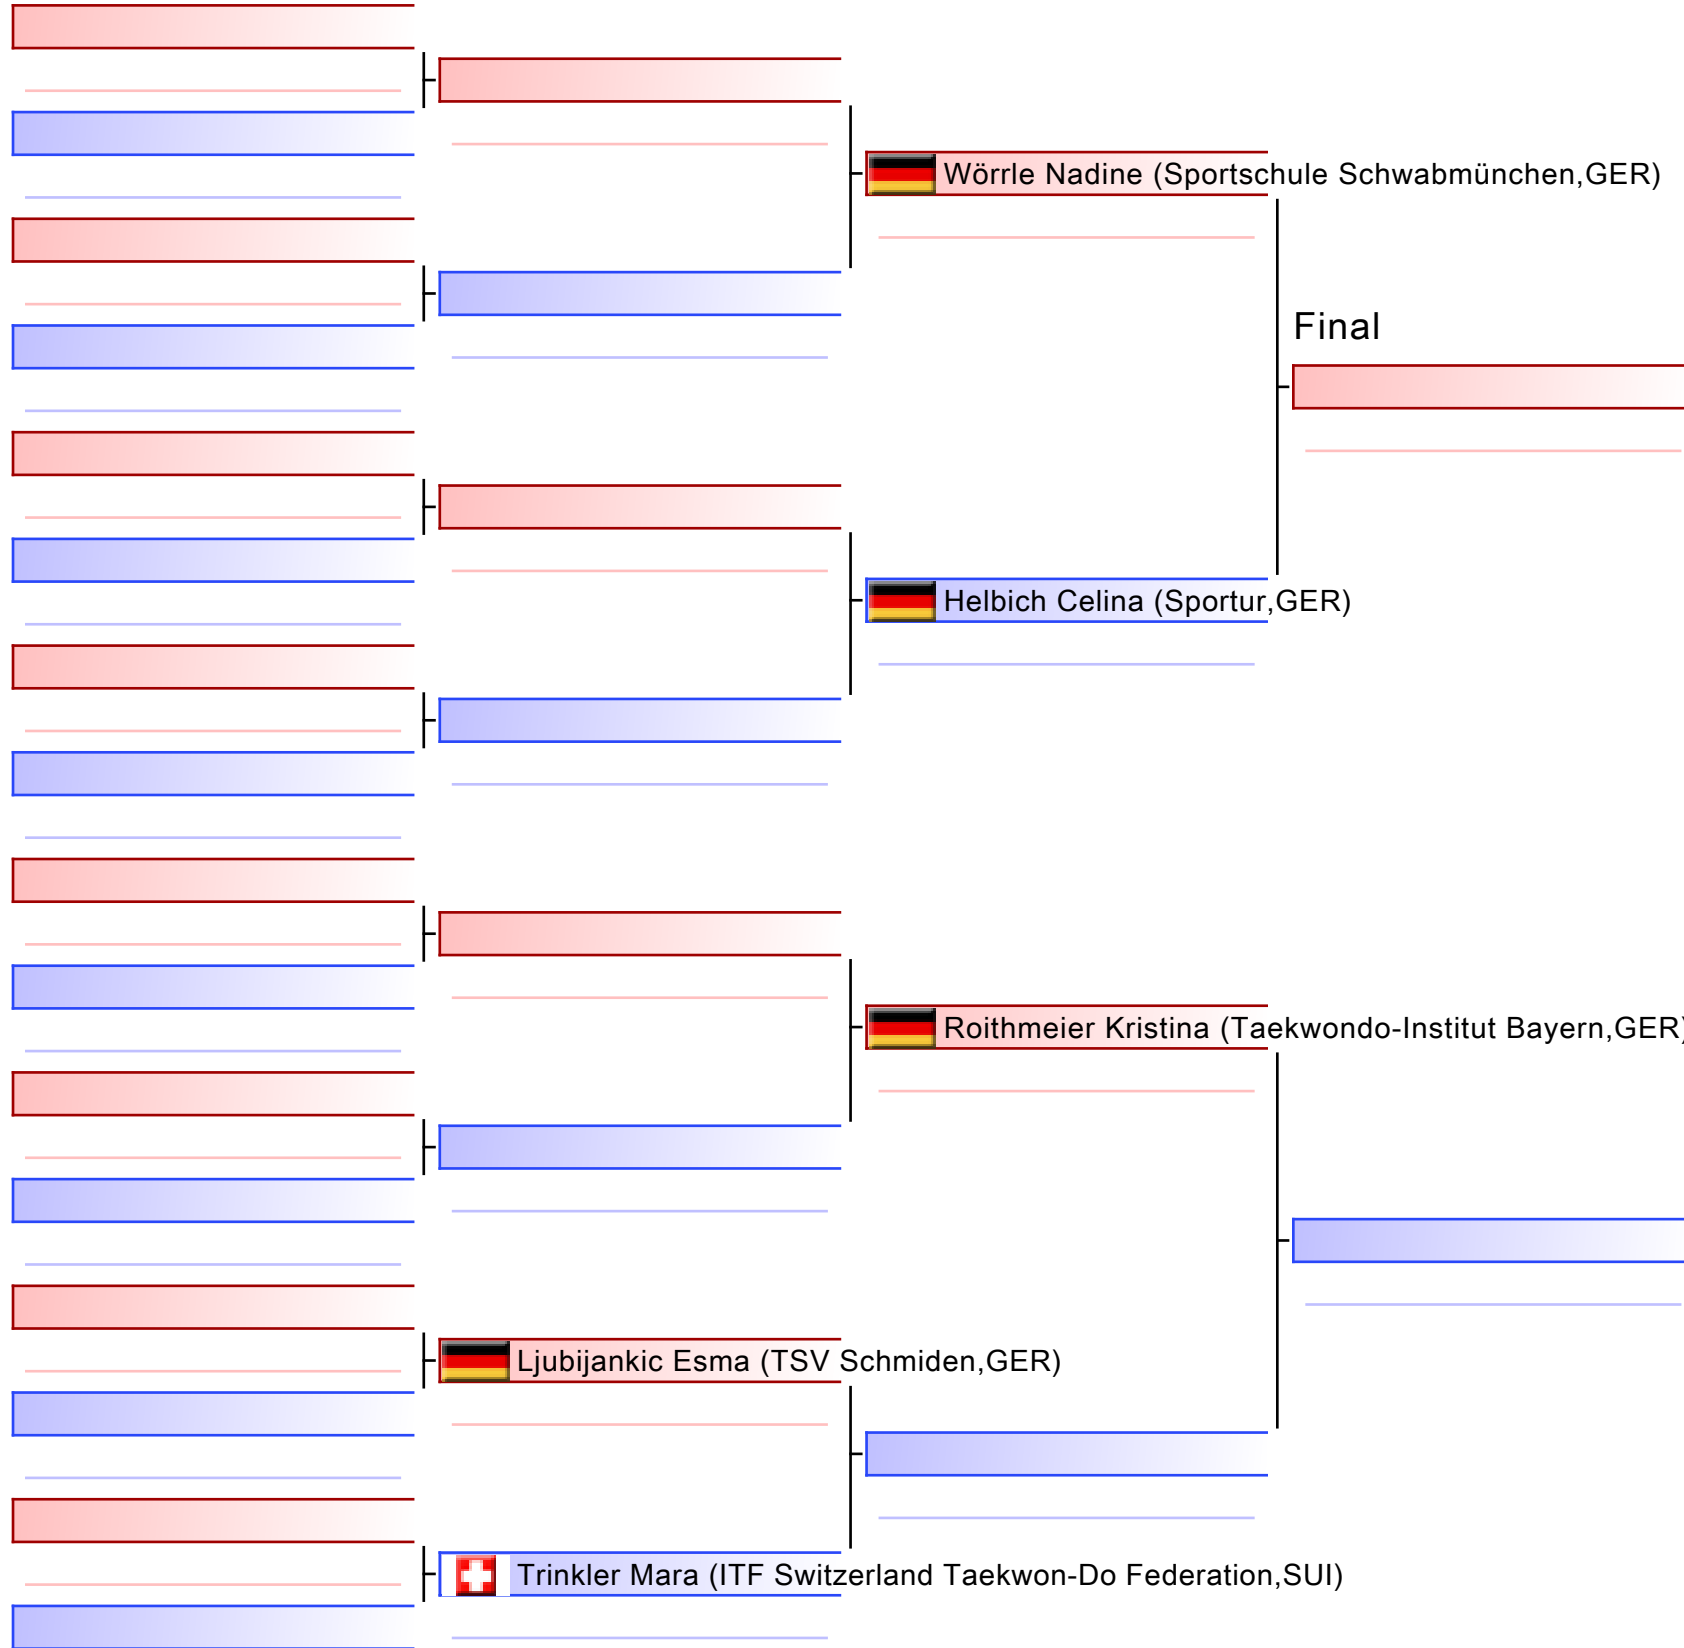 Wörrle Nadine (Sportschule Schwabmünchen,GER)
Final
Helbich Celina (Sportur,GER)
Roithmeier Kristina (Taekwondo-Institut Bayern,GER)
Ljubijankic Esma (TSV Schmiden,GER)
Trinkler Mara (ITF Switzerland Taekwon-Do Federation,SUI)